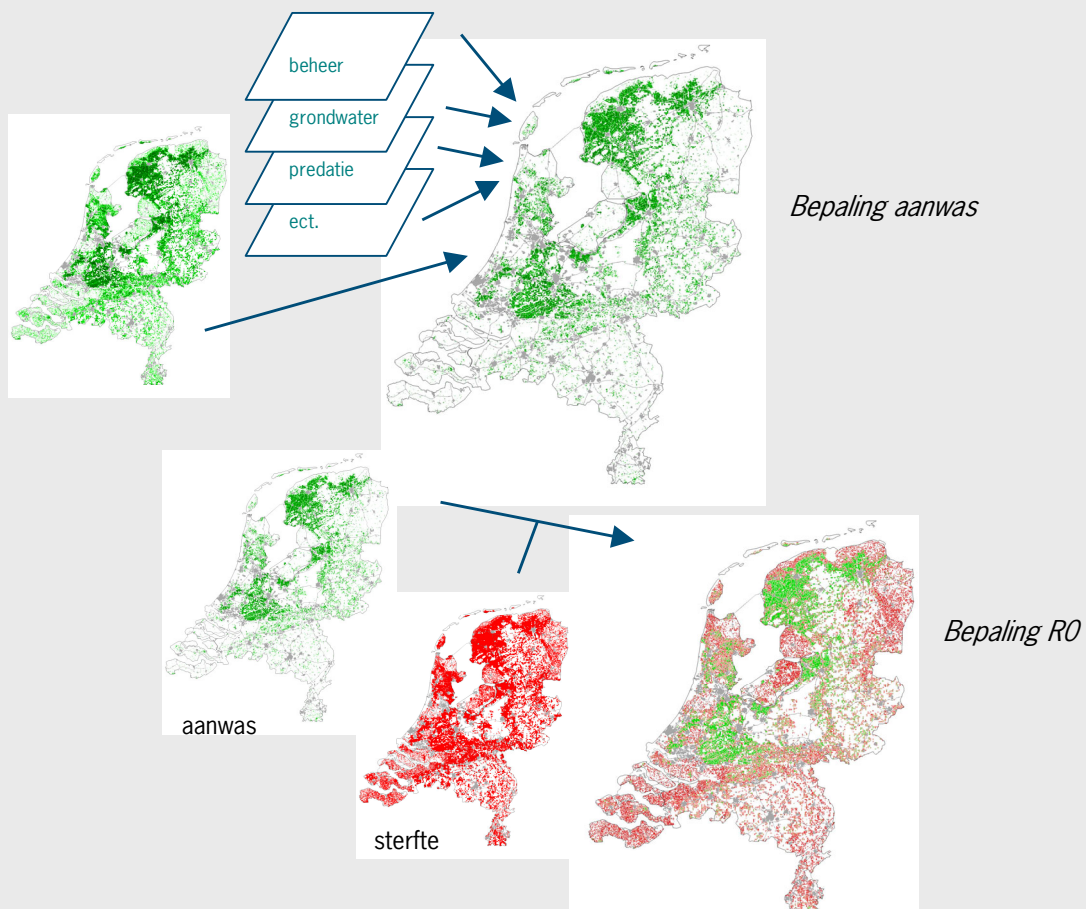 beheer
grondwater
predatie
ect.
Bepaling aanwas
aanwas
sterfte
Bepaling R0